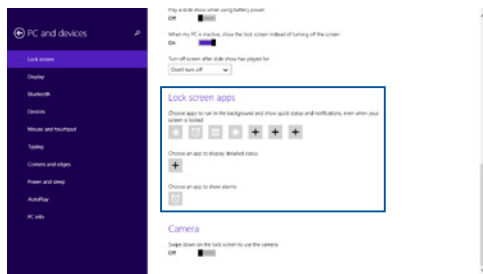 Play a slide show when using battery power
Off
PC and devices
When my PC is inactive, show the lock screen instead of turning off the screen
On
Lock screen
Turn off screen after slide show has played for
Don't turn off
Display
Bluetooth
Lock screen apps
Devices
Choose apps to run in the background and show quick status and notifications, even when your
screen is locked
Mouse and touchpad
Typing
Choose an app to display detailed status
Corners and edges
Power and sleep
Choose an app to show alarms
AutoPlay
PC info
Camera
Swipe down on the lock screen to use the camera
Off